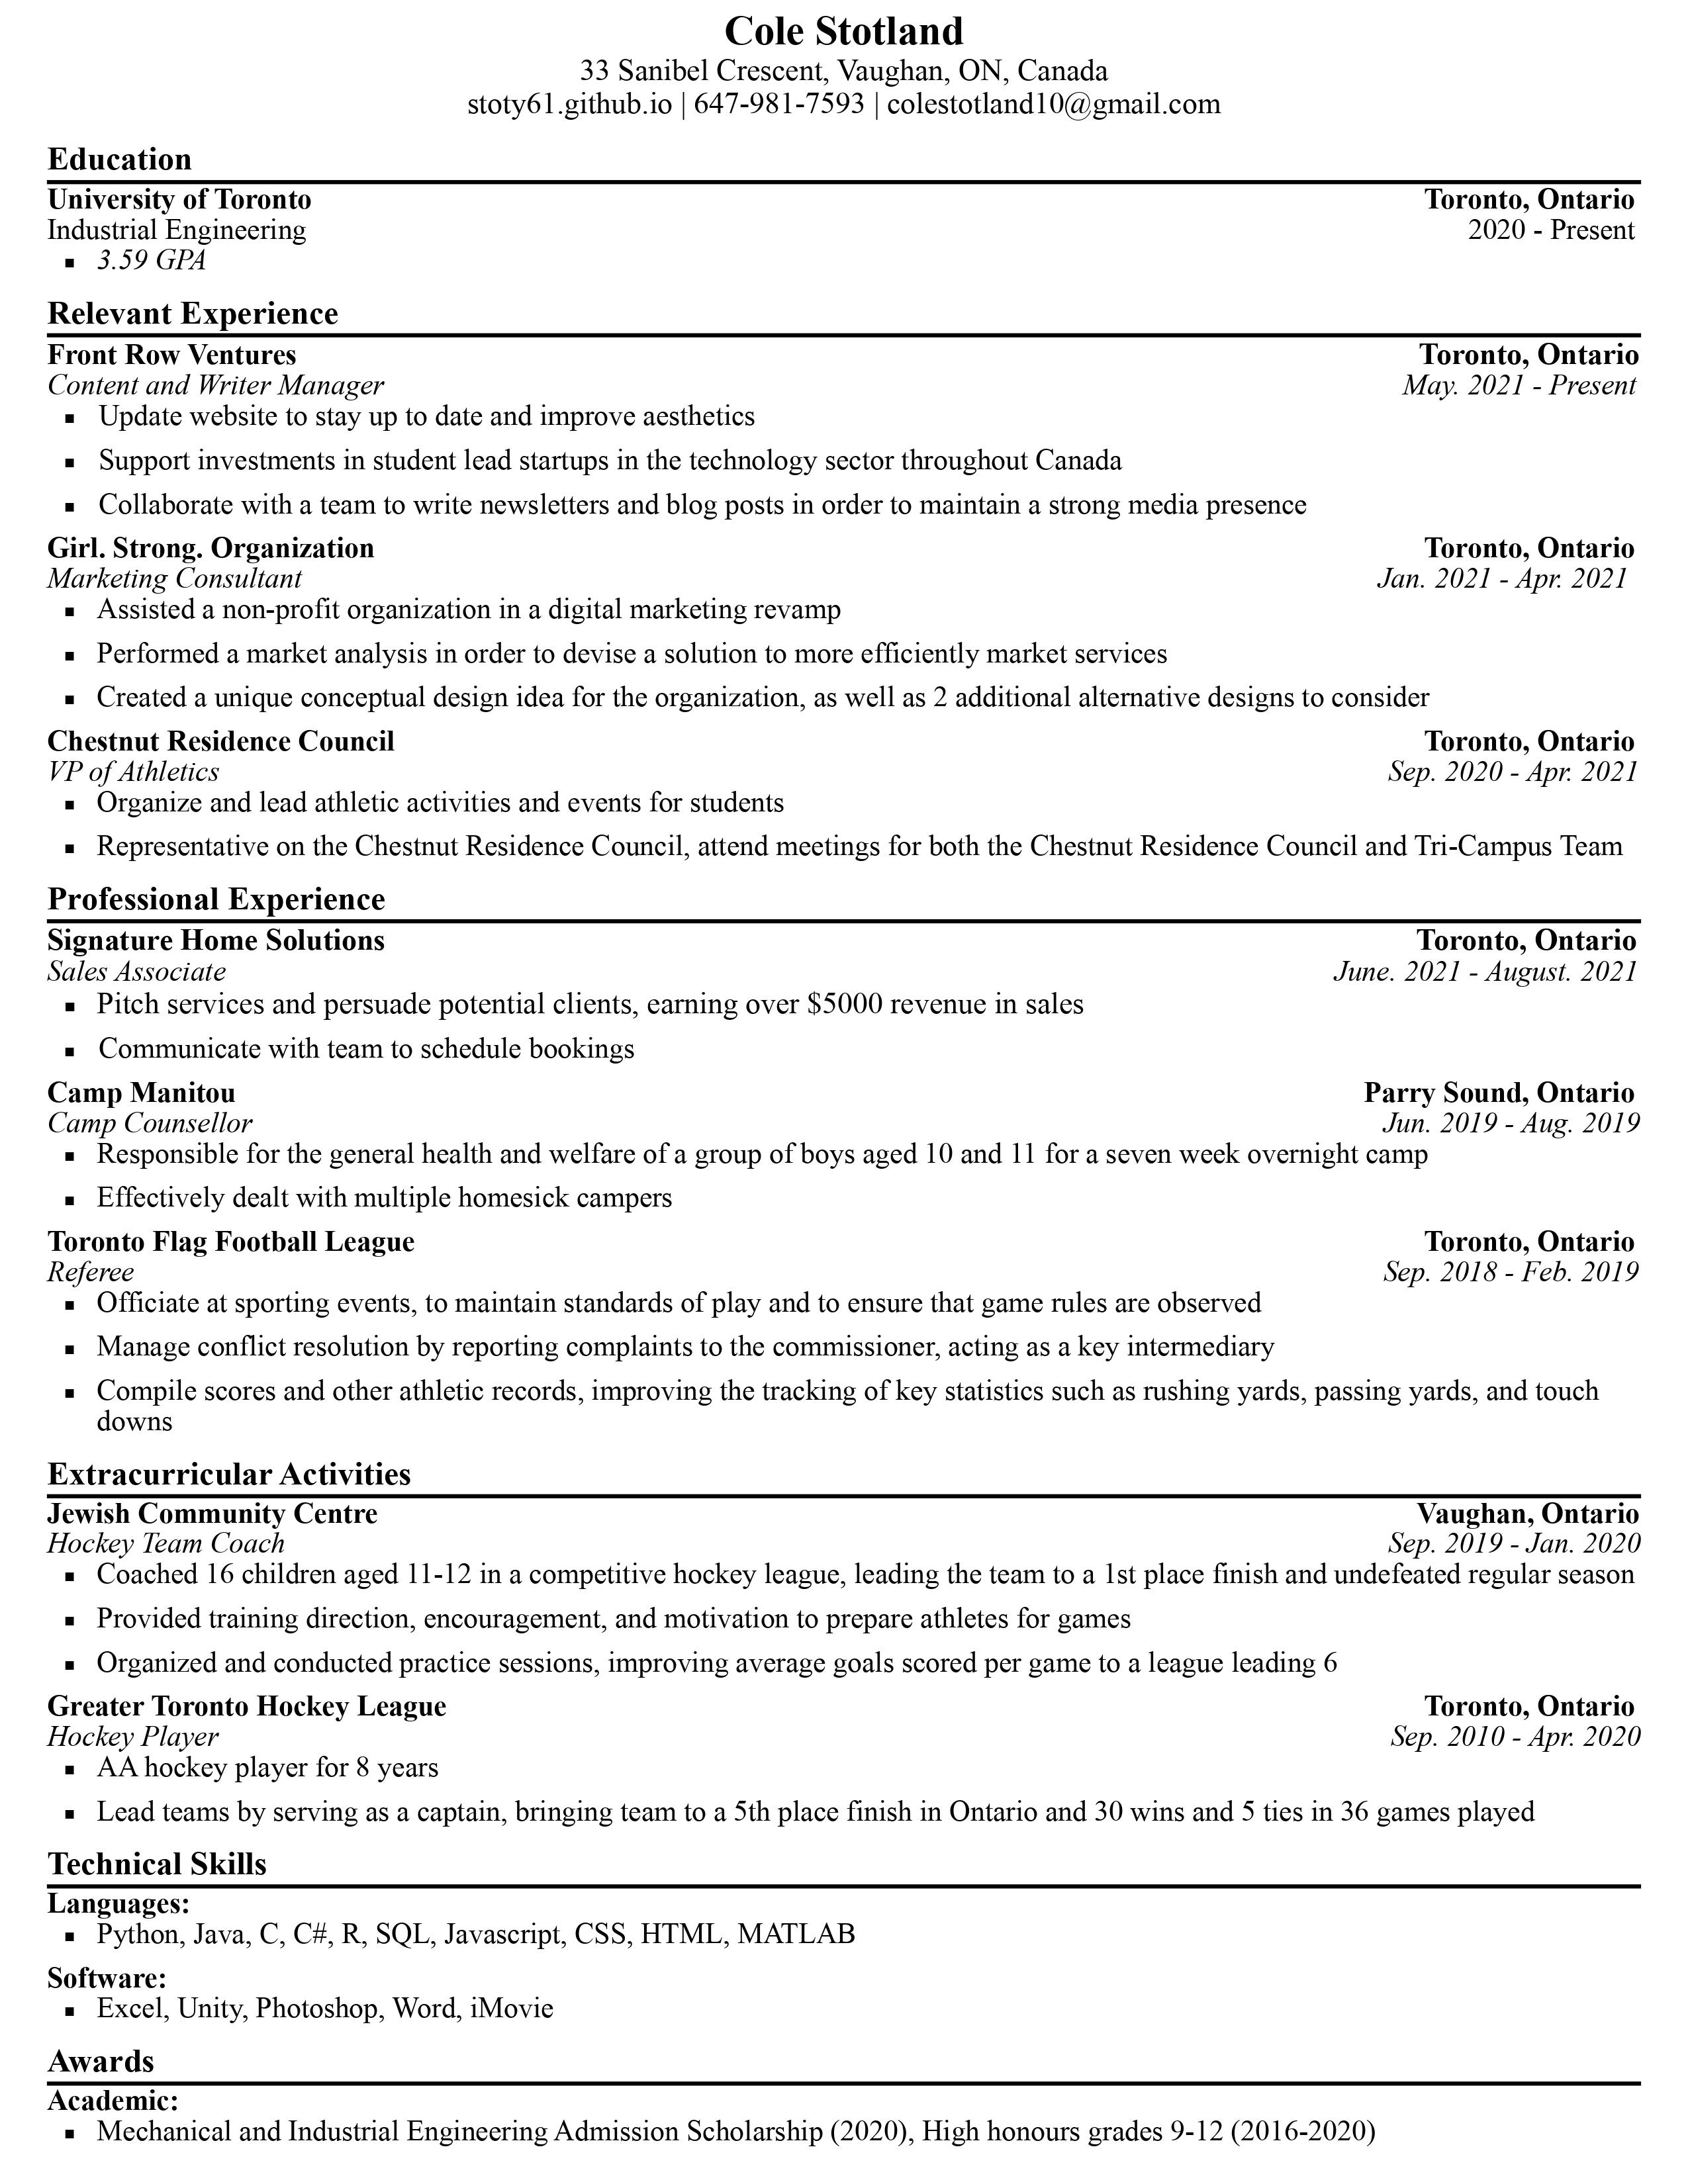 Cole Stotland
33 Sanibel Crescent, Vaughan, ON, Canada
stoty61.github.io | 647-981-7593 | colestotland10@gmail.com
Education
University of Toronto Toronto, Ontario
Industrial Engineering 2020 - Present
▪ 3.59 GPA
Relevant Experience
Front Row Ventures Toronto, Ontario
Content and Writer Manager May. 2021 - Present
▪ Update website to stay up to date and improve aesthetics
▪ Support investments in student lead startups in the technology sector throughout Canada
▪ Collaborate with a team to write newsletters and blog posts in order to maintain a strong media presence
Girl. Strong. Organization Toronto, Ontario
Marketing Consultant Jan. 2021 - Apr. 2021
▪ Assisted a non-profit organization in a digital marketing revamp
▪ Performed a market analysis in order to devise a solution to more efficiently market services
▪ Created a unique conceptual design idea for the organization, as well as 2 additional alternative designs to consider
Chestnut Residence Council Toronto, Ontario
VP of Athletics Sep. 2020 - Apr. 2021
▪ Organize and lead athletic activities and events for students
▪ Representative on the Chestnut Residence Council, attend meetings for both the Chestnut Residence Council and Tri-Campus Team
Professional Experience
Signature Home Solutions Toronto, Ontario
Sales Associate June. 2021 - August. 2021
▪ Pitch services and persuade potential clients, earning over $5000 revenue in sales
▪ Communicate with team to schedule bookings
Camp Manitou Parry Sound, Ontario
Camp Counsellor Jun. 2019 - Aug. 2019
▪ Responsible for the general health and welfare of a group of boys aged 10 and 11 for a seven week overnight camp
▪ Effectively dealt with multiple homesick campers
Toronto Flag Football League Toronto, Ontario
Referee Sep. 2018 - Feb. 2019
▪ Officiate at sporting events, to maintain standards of play and to ensure that game rules are observed
▪ Manage conflict resolution by reporting complaints to the commissioner, acting as a key intermediary
▪ Compile scores and other athletic records, improving the tracking of key statistics such as rushing yards, passing yards, and touch
downs
Extracurricular Activities
Jewish Community Centre Vaughan, Ontario
Hockey Team Coach Sep. 2019 - Jan. 2020
▪ Coached 16 children aged 11-12 in a competitive hockey league, leading the team to a 1st place finish and undefeated regular season
▪ Provided training direction, encouragement, and motivation to prepare athletes for games
▪ Organized and conducted practice sessions, improving average goals scored per game to a league leading 6
Greater Toronto Hockey League Toronto, Ontario
Hockey Player Sep. 2010 - Apr. 2020
▪ AA hockey player for 8 years
▪ Lead teams by serving as a captain, bringing team to a 5th place finish in Ontario and 30 wins and 5 ties in 36 games played
Technical Skills
Languages:
▪ Python, Java, C, C#, R, SQL, Javascript, CSS, HTML, MATLAB
Software:
▪ Excel, Unity, Photoshop, Word, iMovie
Awards
Academic:
▪ Mechanical and Industrial Engineering Admission Scholarship (2020), High honours grades 9-12 (2016-2020)